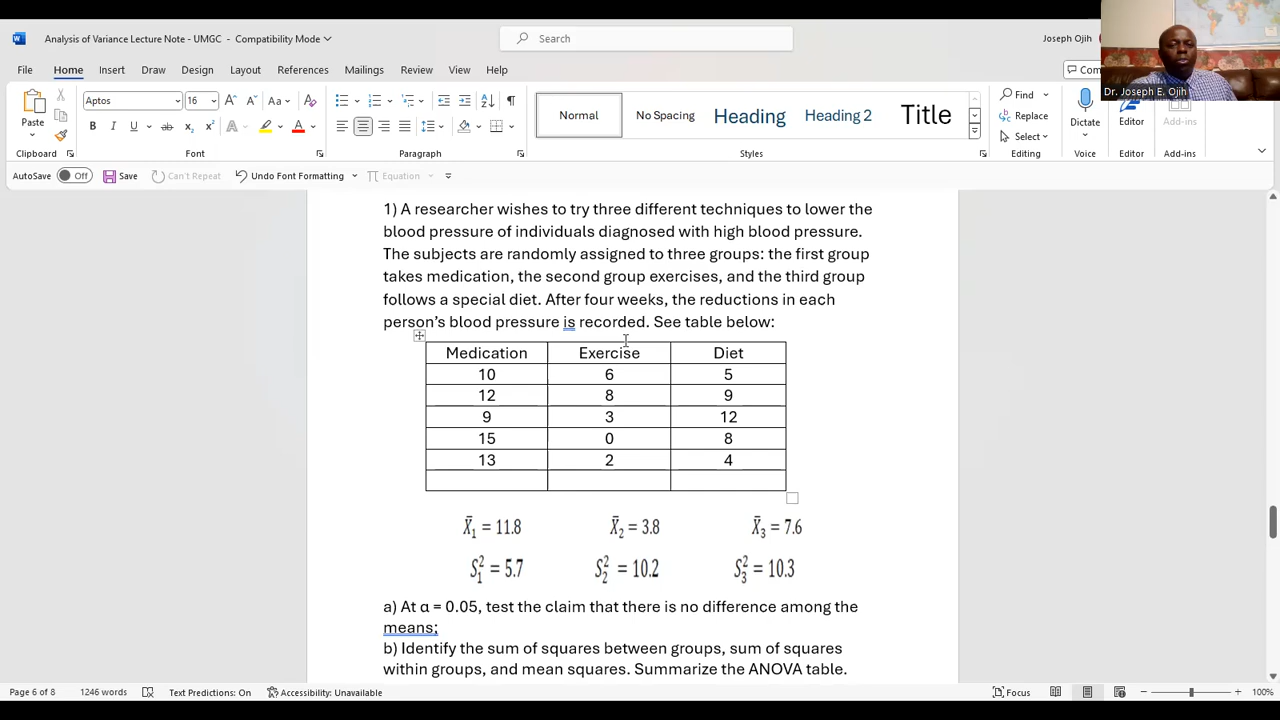 Analysis of Variance Lecture Note - UMGC - Compatibility Mode
Search
Joseph Ojih
File Home Insert Draw Design Layout References Mailings Review View Help
Com
Dr. Joseph E. Ojih
Paste
Aptos 16
Normal No Spacing Heading Heading 2 Title
Find
Replace
Select
Dictate
Editor
Add-ins
Clipboard Font Paragraph Styles Editing Voice Editor Add-ins
AutoSave Off Save Can't Repeat Undo Font Formatting Equation
1) A researcher wishes to try three different techniques to lower the
blood pressure of individuals diagnosed with high blood pressure.
The subjects are randomly assigned to three groups: the first group
takes medication, the second group exercises, and the third group
follows a special diet. After four weeks, the reductions in each
person's blood pressure is recorded. See table below:
Medication Exercise Diet
10 6 5
12 8 9
9 3 12
15 0 8
13 2 4
X̄₁ = 11.8 X̄₂ = 3.8 X̄₃ = 7.6
S₁² = 5.7 S₂² = 10.2 S₃² = 10.3
a) At α = 0.05, test the claim that there is no difference among the
means;
b) Identify the sum of squares between groups, sum of squares
within groups, and mean squares. Summarize the ANOVA table.
Page 6 of 8 1246 words Text Predictions: On Accessibility: Unavailable Focus 100%